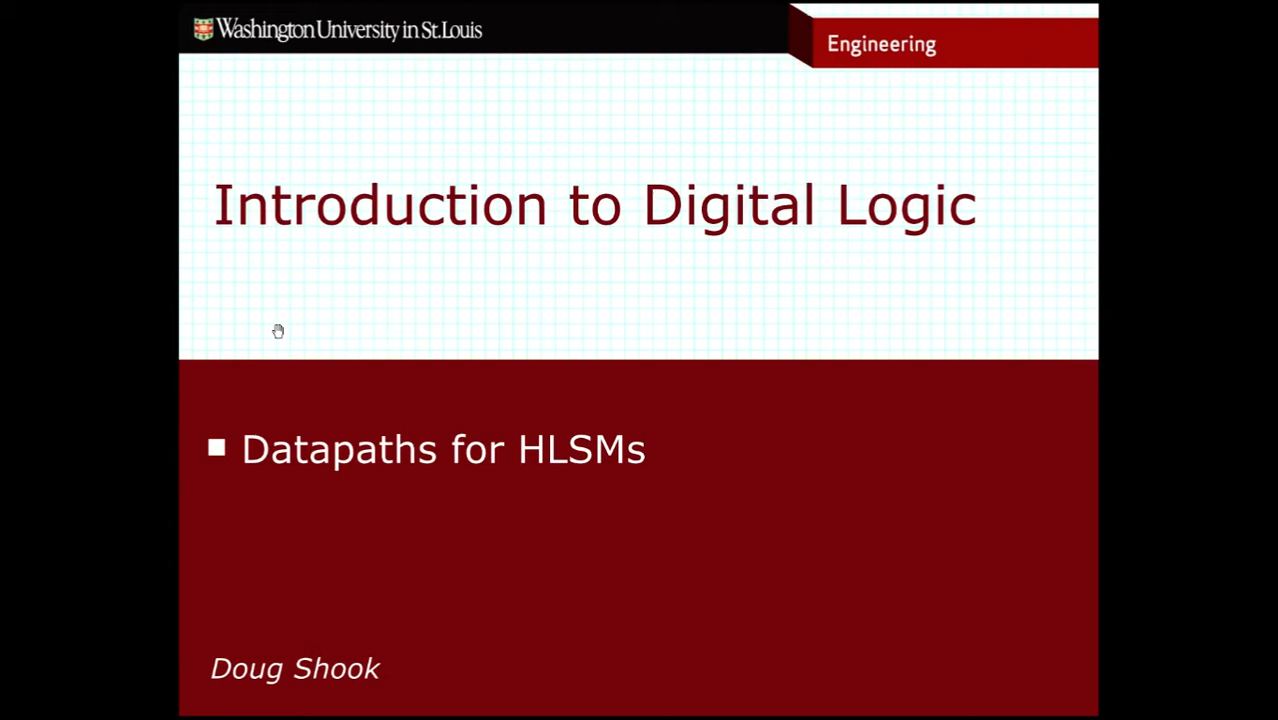 Washington University in St.Louis
Engineering
Introduction to Digital Logic
Datapaths for HLSMs
Doug Shook